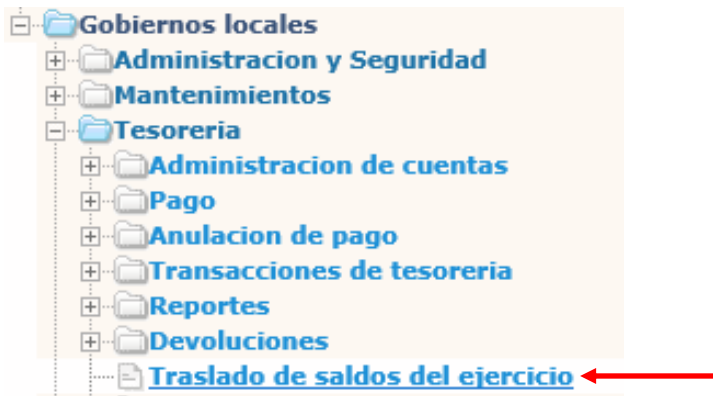 Gobiernos locales
Administracion y Seguridad
Mantenimientos
Tesoreria
Administracion de cuentas
Pago
Anulacion de pago
Transacciones de tesoreria
Reportes
Devoluciones
Traslado de saldos del ejercicio